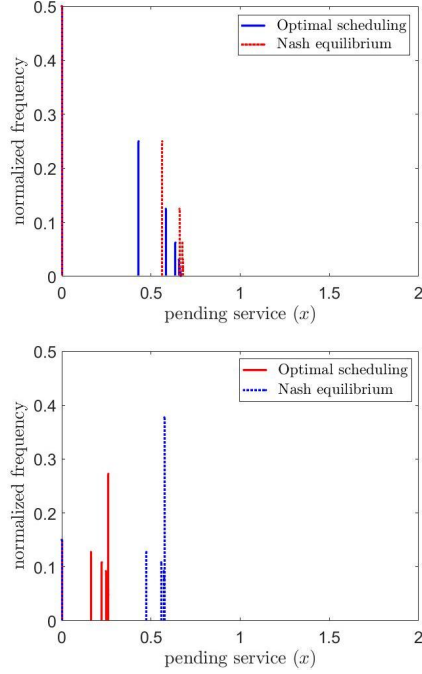 0.5
Optimal scheduling
Nash equilibrium
0.4
0.3
0.2
0.1
0
normalized frequency
0 0.5 1 1.5 2
pending service (x)
0.5
Optimal scheduling
Nash equilibrium
0.4
0.3
0.2
0.1
0
normalized frequency
0 0.5 1 1.5 2
pending service (x)